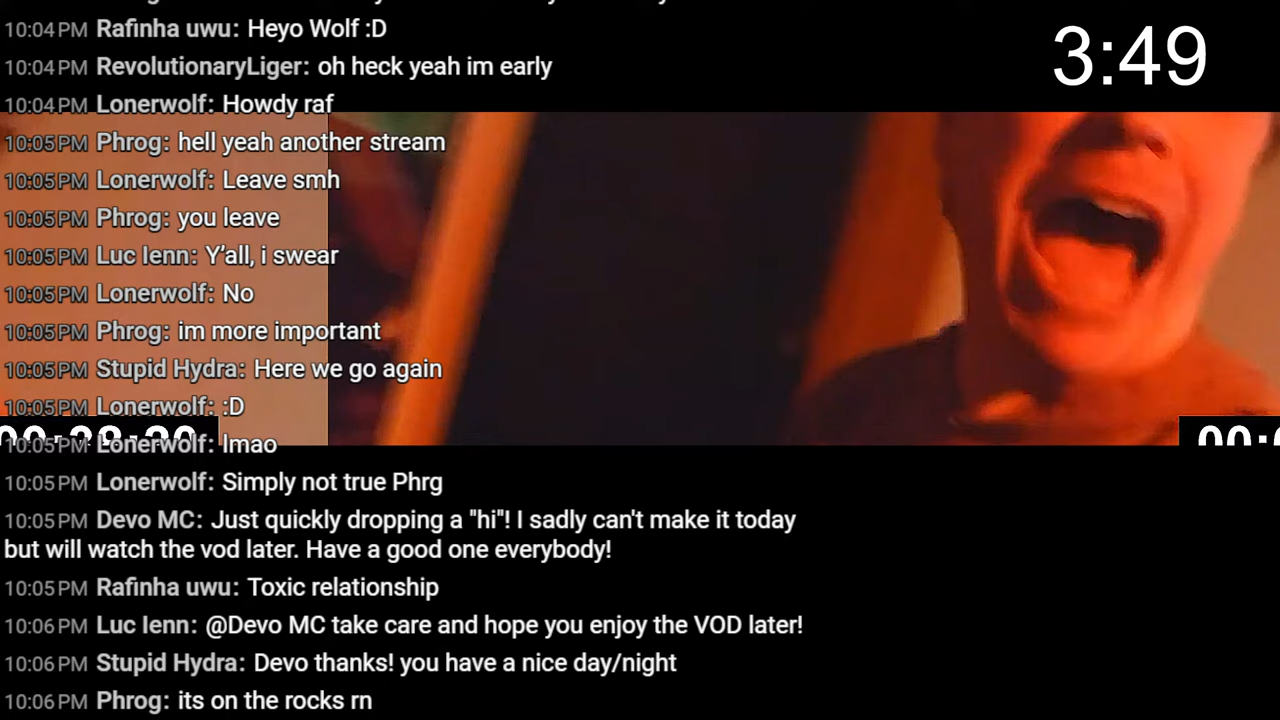 10:04 PM Rafinha uwu: Heyo Wolf :D
3:49
10:04 PM RevolutionaryLiger: oh heck yeah im early
10:04 PM Lonerwolf: Howdy raf
10:05 PM Phrog: hell yeah another stream
10:05 PM Lonerwolf: Leave smh
10:05 PM Phrog: you leave
10:05 PM Luc Ienn: Y’all, i swear
10:05 PM Lonerwolf: No
10:05 PM Phrog: im more important
10:05 PM Stupid Hydra: Here we go again
10:05 PM Lonerwolf: :D
10:05 PM Lonerwolf: lmao
10:05 PM Lonerwolf: Simply not true Phrg
10:05 PM Devo MC: Just quickly dropping a "hi"! I sadly can't make it today
but will watch the vod later. Have a good one everybody!
10:05 PM Rafinha uwu: Toxic relationship
10:06 PM Luc Ienn: @Devo MC take care and hope you enjoy the VOD later!
10:06 PM Stupid Hydra: Devo thanks! you have a nice day/night
10:06 PM Phrog: its on the rocks rn